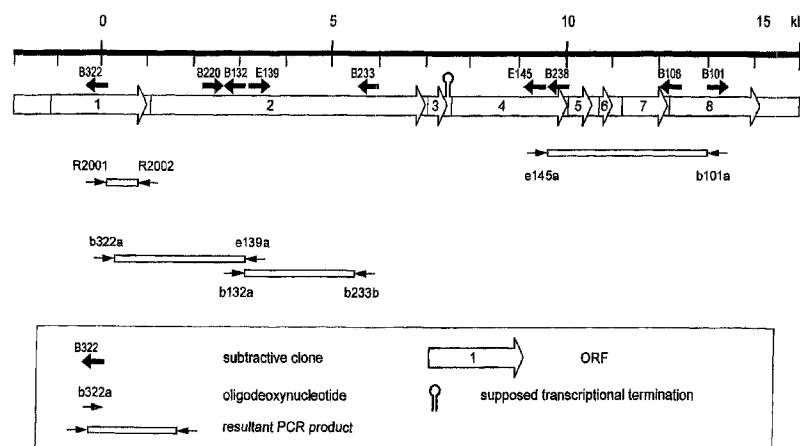 0 5 10 15 kb
B322 B220 B132 E139 B233 E145 B238 B108 B101
1 2 3 4 5 6 7 8
R2001 R2002
e145a b101a
b322a e139a
b132a b233b
B322 subtractive clone 1 ORF
b322a oligodeoxynucleotide supposed transcriptional termination
resultant PCR product